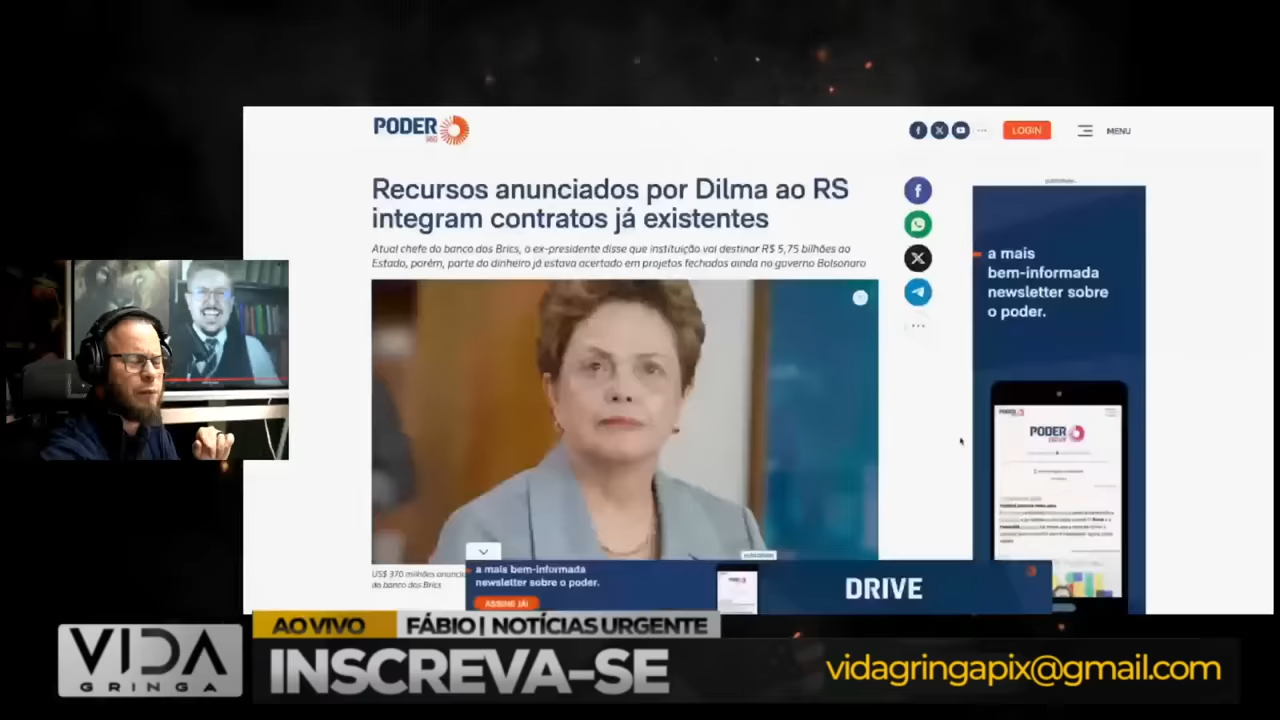 PODER
360
LOGIN
MENU
Recursos anunciados por Dilma ao RS
integram contratos já existentes
Atual chefe do banco dos Brics, o ex-presidente disse que instituição vai destinar R$ 5,75 bilhões ao
Estado, porém, parte do dinheiro já estava acertado em projetos fechados ainda no governo Bolsonaro
a mais
bem-informada
newsletter sobre
o poder.
PODER
US$ 370 milhões anunci
do banco dos Brics
a mais bem-informada
newsletter sobre o poder.
ASSINE JÁ!
DRIVE
AO VIVO
FÁBIO | NOTÍCIAS URGENTE
VIDA
GRINGA
INSCREVA-SE
vidagringapix@gmail.com